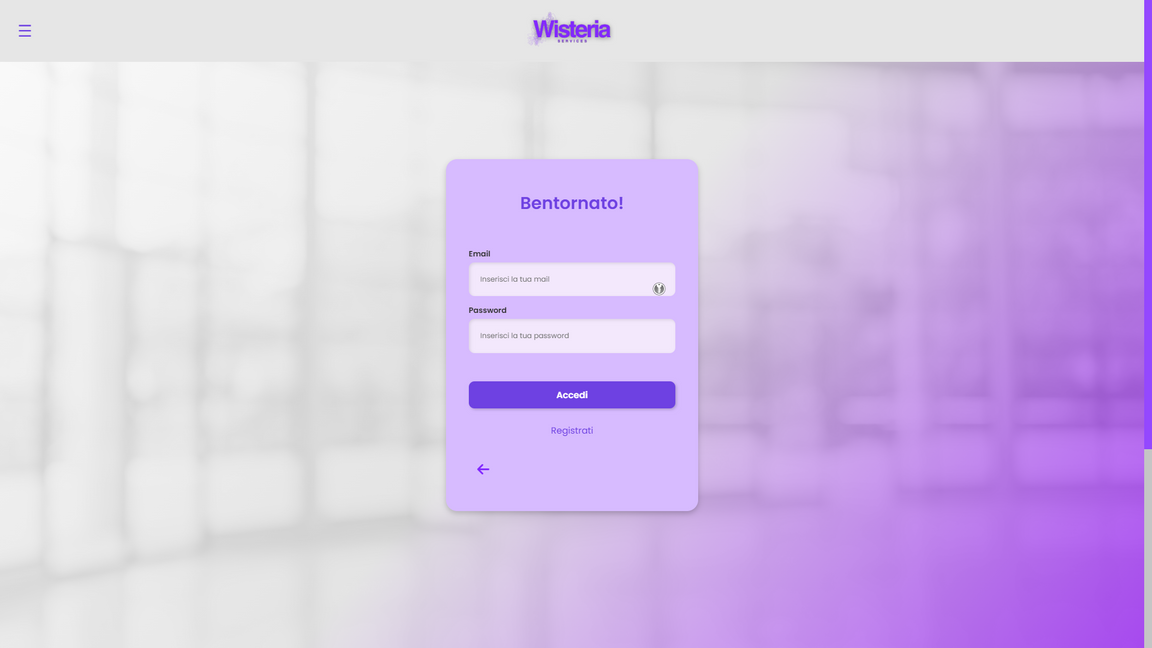 Wisteria
SERVICES
Bentornato!
Email
Inserisci la tua mail
Password
Inserisci la tua password
Accedi
Registrati